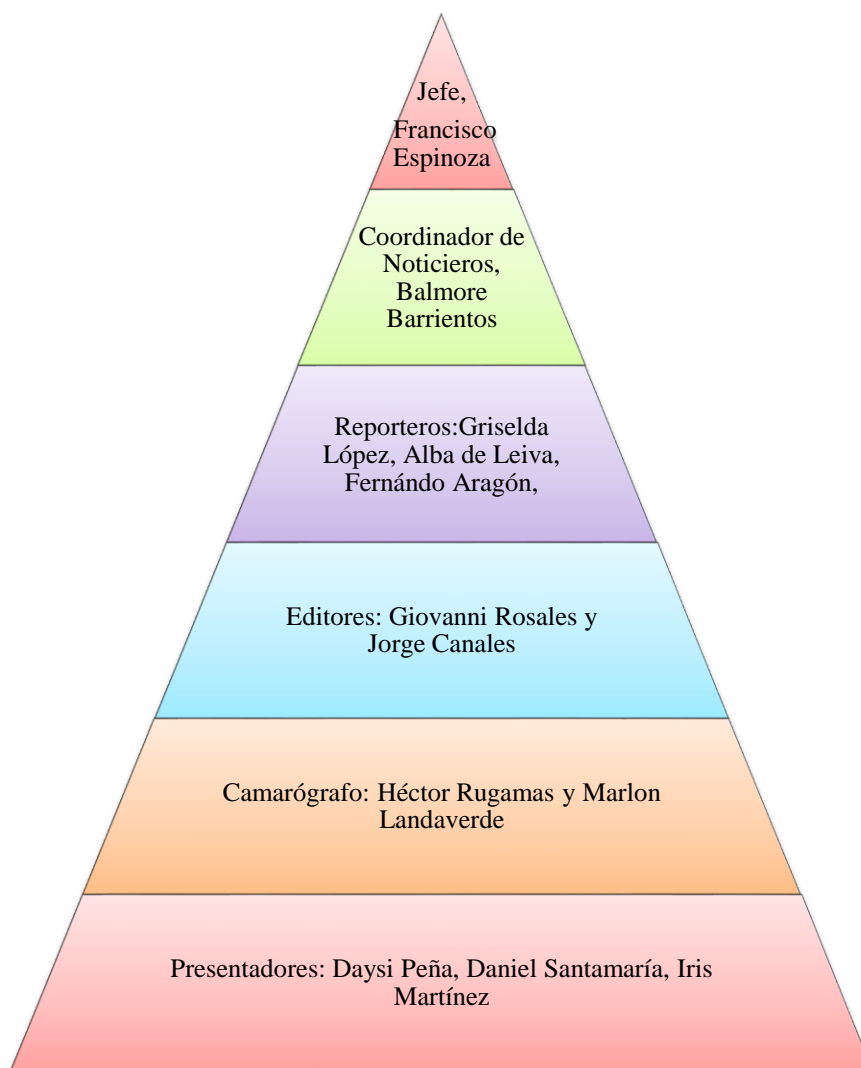 Jefe,
Francisco
Espinoza
Coordinador de
Noticieros,
Balmore
Barrientos
Reporteros:Griselda
López, Alba de Leiva,
Fernándo Aragón,
Editores: Giovanni Rosales y
Jorge Canales
Camarógrafo: Héctor Rugamas y Marlon
Landaverde
Presentadores: Daysi Peña, Daniel Santamaría, Iris
Martínez